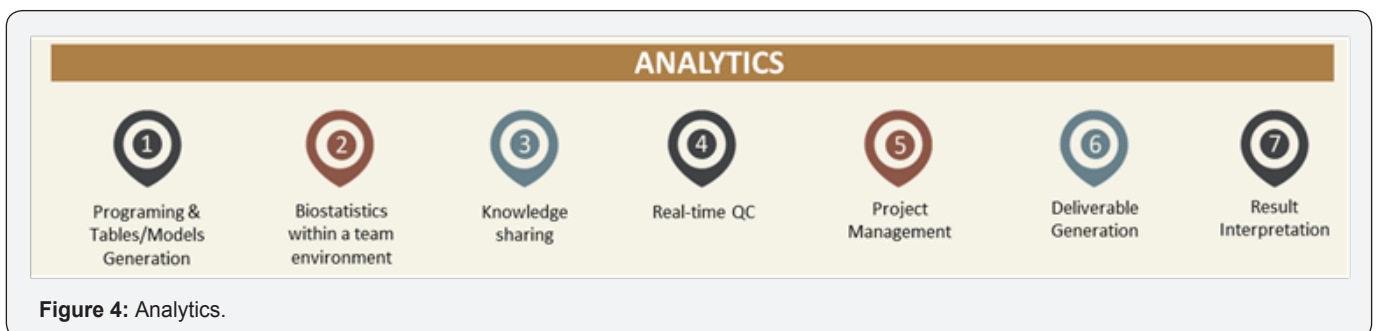 ANALYTICS
1
Programing &
Tables/Models
Generation
2
Biostatistics
within a team
environment
3
Knowledge
sharing
4
Real-time QC
5
Project
Management
6
Deliverable
Generation
7
Result
Interpretation
Figure 4: Analytics.